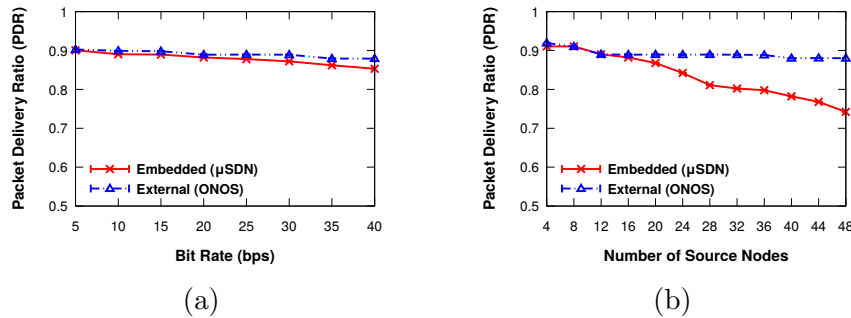 Packet Delivery Ratio (PDR)
1
0.9
0.8
0.7
0.6
0.5
Embedded (µSDN)
External (ONOS)
5 10 15 20 25 30 35 40
Bit Rate (bps)
(a)
Packet Delivery Ratio (PDR)
1
0.9
0.8
0.7
0.6
0.5
Embedded (µSDN)
External (ONOS)
4 8 12 16 20 24 28 32 36 40 44 48
Number of Source Nodes
(b)